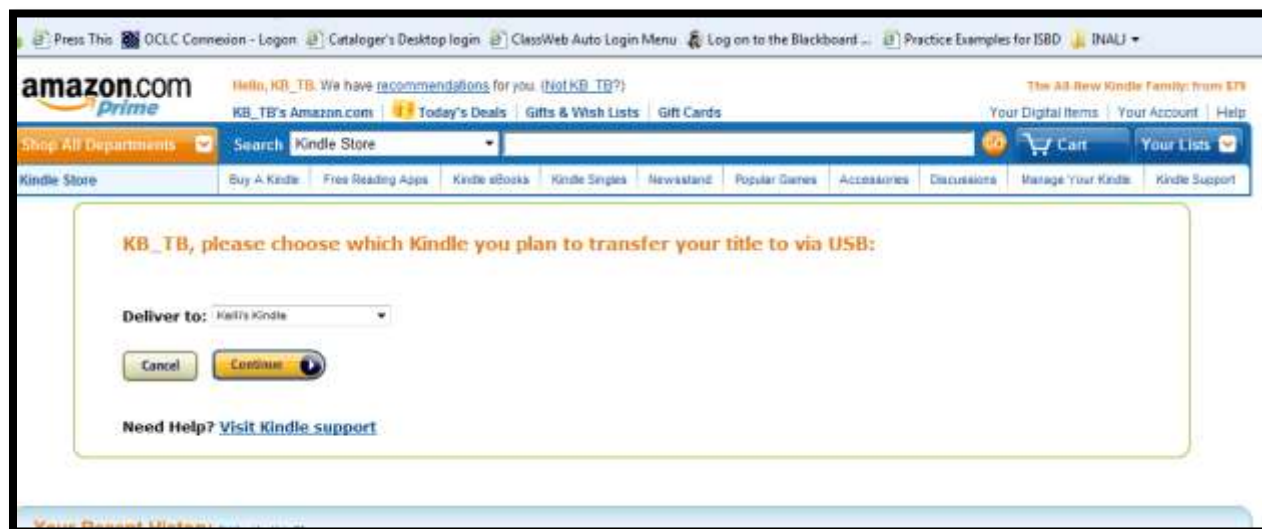 Press This OCLC Connexion - Logon Cataloger's Desktop login ClassWeb Auto Login Menu Log on to the Blackboard ... Practice Examples for ISBD INALJ
amazon.com
Prime
Hello, KB_TB. We have recommendations for you. (Not KB_TB?)
The All-New Kindle Family: from $79
KB_TB's Amazon.com Today's Deals Gifts & Wish Lists Gift Cards
Your Digital Items Your Account Help
Shop All Departments Search Kindle Store GO Cart Your Lists
Kindle Store Buy A Kindle Free Reading Apps Kindle eBooks Kindle Singles Newsstand Popular Games Accessories Discussions Manage Your Kindle Kindle Support
KB_TB, please choose which Kindle you plan to transfer your title to via USB:
Deliver to: Kelli's Kindle
Cancel Continue
Need Help? Visit Kindle support
Your Recent History